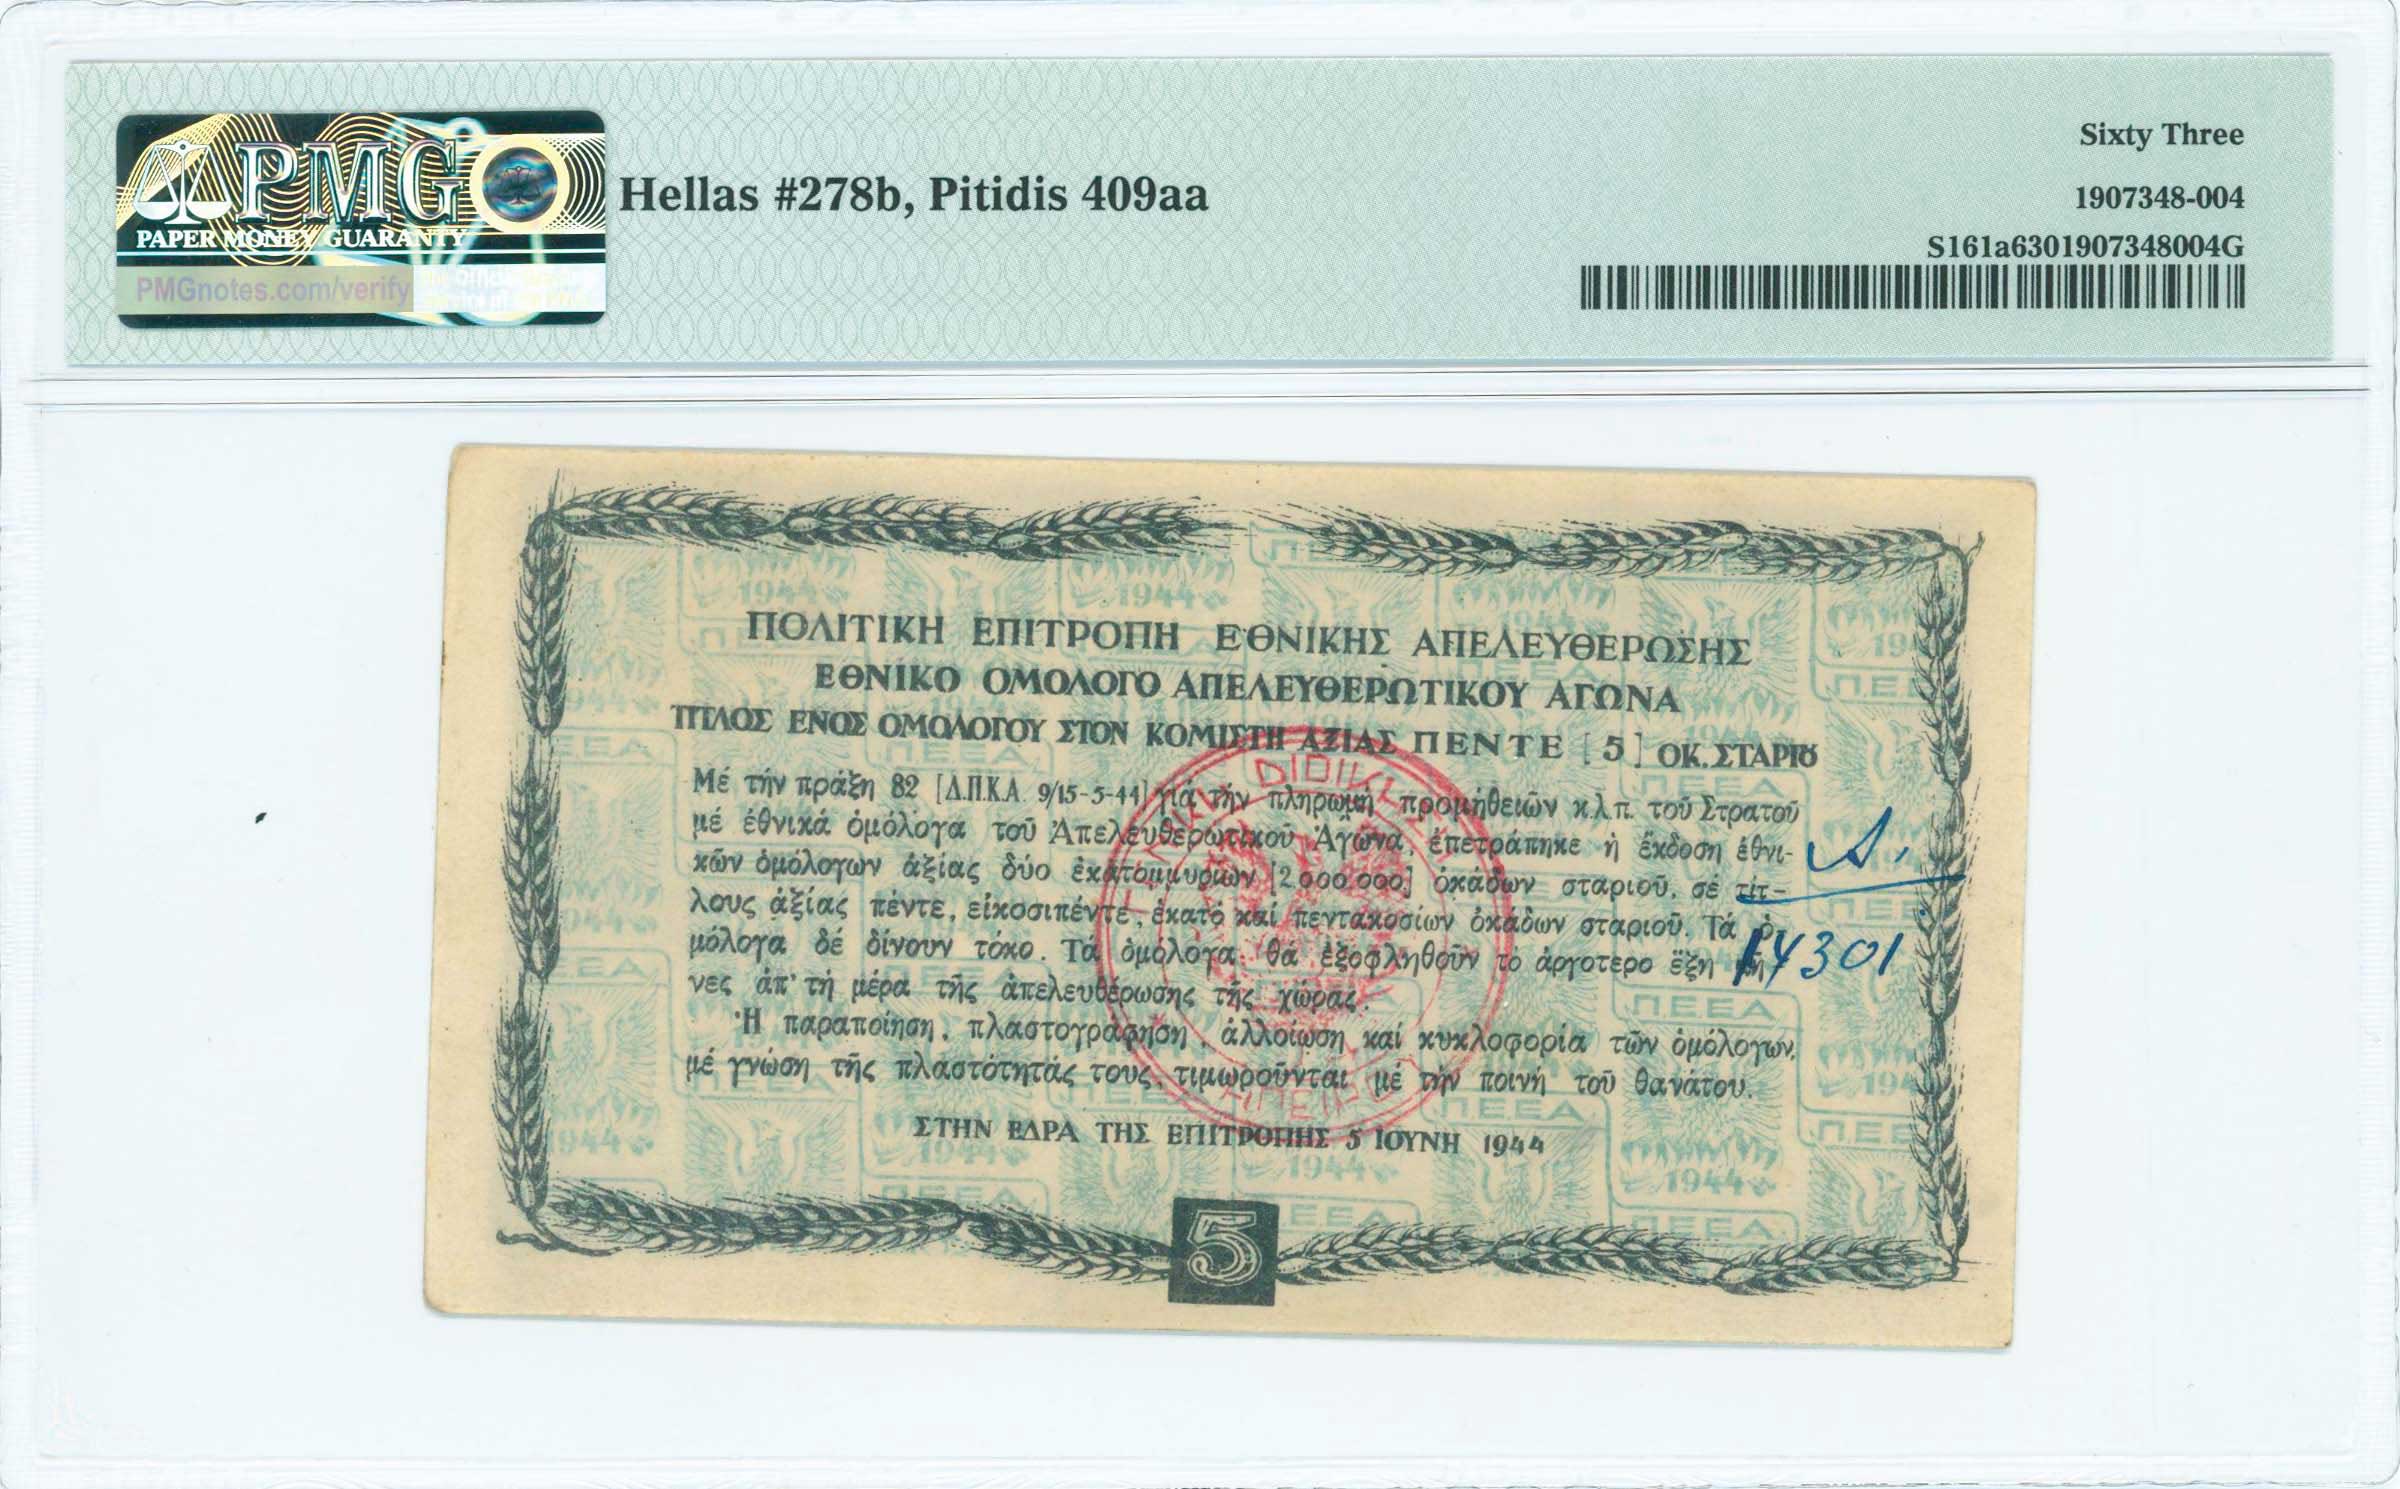 PMG
PAPER MONEY GUARANTY
PMGnotes.com/verify
Hellas #278b, Pitidis 409aa
Sixty Three
1907348-004
S161a6301907348004G
ΠΟΛΙΤΙΚΗ ΕΠΙΤΡΟΠΗ ΕΘΝΙΚΗΣ ΑΠΕΛΕΥΘΕΡΩΣΗΣ
ΕΘΝΙΚΟ ΟΜΟΛΟΓΟ ΑΠΕΛΕΥΘΕΡΩΤΙΚΟΥ ΑΓΩΝΑ
ΤΙΤΛΟΣ ΕΝΟΣ ΟΜΟΛΟΓΟΥ ΣΤΟΝ ΚΟΜΙΣΤΗ ΑΞΙΑΣ ΠΕΝΤΕ [5] ΟΚ. ΣΤΑΡΙΟΥ
Μέ τήν πράξη 82 [Δ.Π.Κ.Α. 9/15-5-44] γιά τήν πληρωμή προμήθειῶν κ.λ.π. τοῦ Στρατοῦ
μέ ἐθνικά ὁμόλογα τοῦ Ἀπελευθερωτικοῦ Ἀγώνα, ἐπετράπηκε ἡ ἔκδοση ἐθνι-
κῶν ὁμόλογων ἀξίας δύο ἑκατομμυρίων [2.000.000] ὀκάδων σταριοῦ, σέ τίτ-
λους ἀξίας πέντε, εἰκοσιπέντε, ἑκατό καί πεντακοσίων ὀκάδων σταριοῦ. Τά ὁ-
μόλογα δέ δίνουν τόκο. Τά ὁμόλογα θά ἐξοφληθοῦν τό ἀργοτερο ἕξη μῆ-
νες ἀπ' τή μέρα τῆς ἀπελευθέρωσης τῆς χώρας.
Ἡ παραποίηση, πλαστογράφηση, ἀλλοίωση καί κυκλοφορία τῶν ὁμόλογων,
μέ γνώση τῆς πλαστότητάς τους, τιμωροῦνται μέ τήν ποινή τοῦ θανάτου.
ΣΤΗΝ ΕΔΡΑ ΤΗΣ ΕΠΙΤΡΟΠΗΣ 5 ΙΟΥΝΗ 1944
Α.
14301
ΗΠΕΙΡΟΥ
5